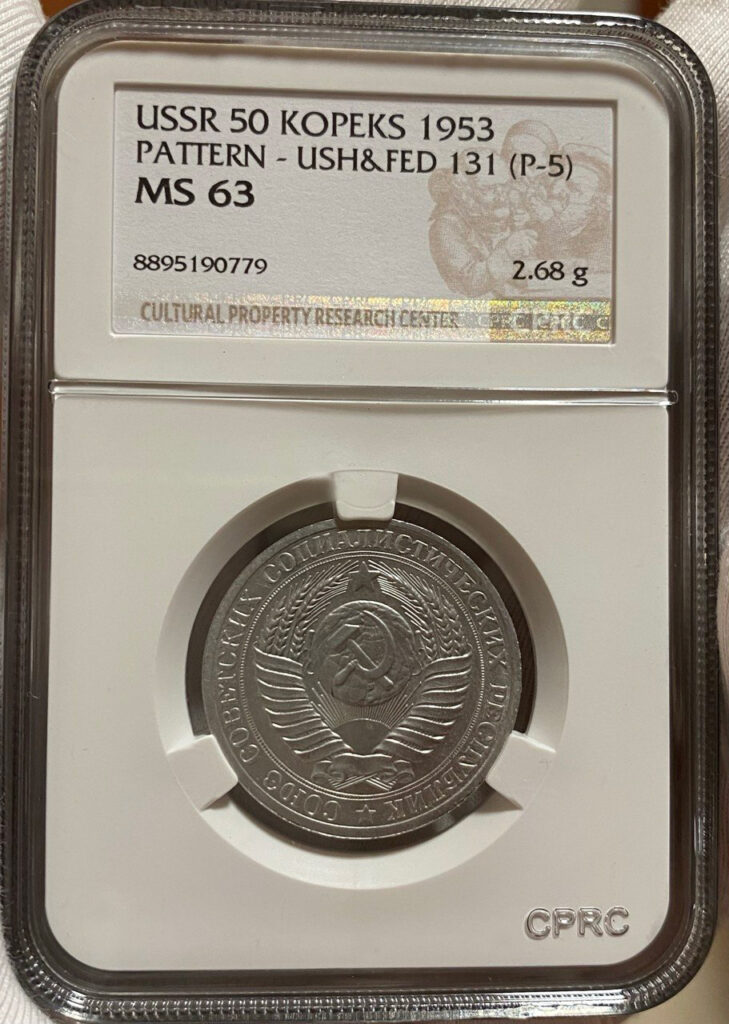 USSR 50 KOPEKS 1953
PATTERN - USH&FED 131 (P-5)
MS 63
8895190779 2.68 g
CULTURAL PROPERTY RESEARCH CENTER CPRC
СОЮЗ СОВЕТСКИХ СОЦИАЛИСТИЧЕСКИХ РЕСПУБЛИК
CPRC